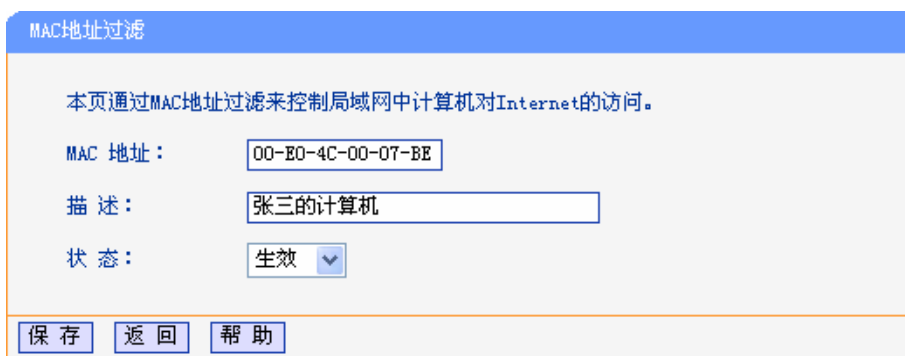 MAC地址过滤
本页通过MAC地址过滤来控制局域网中计算机对Internet的访问。
MAC 地址： 00-E0-4C-00-07-BE
描 述： 张三的计算机
状 态： 生效
保 存 返 回 帮 助